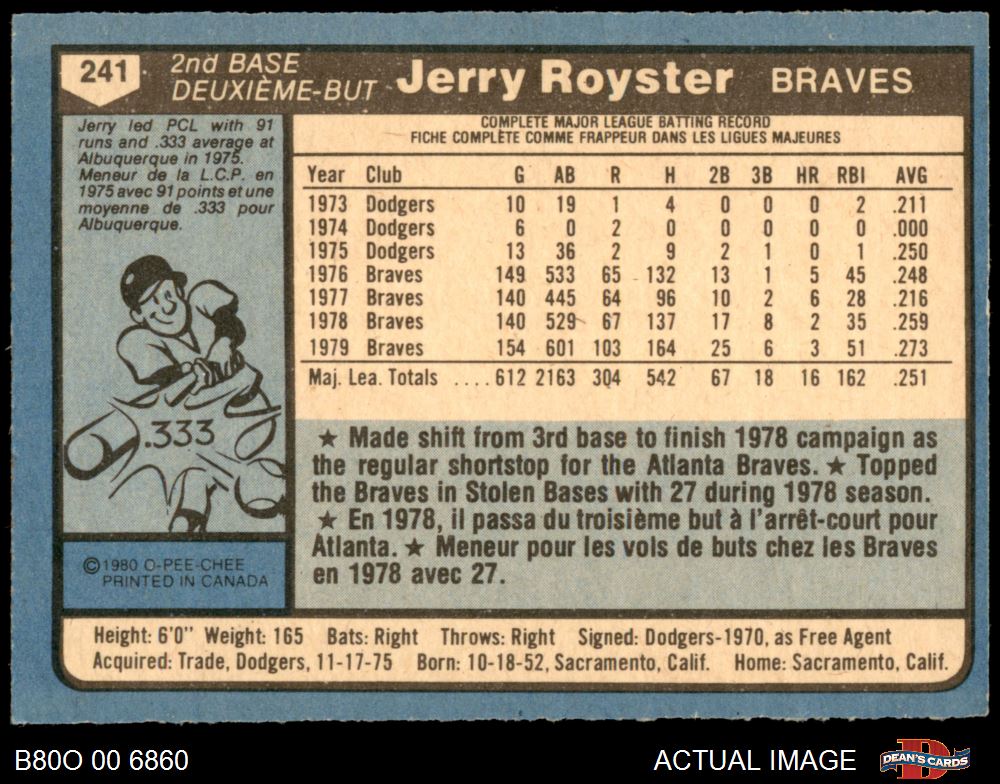 241
2nd BASE
DEUXIÈME-BUT
Jerry Royster
BRAVES
Jerry led PCL with 91
runs and .333 average at
Albuquerque in 1975.
Meneur de la L.C.P. en
1975 avec 91 points et une
moyenne de .333 pour
Albuquerque.
.333
©1980 O-PEE-CHEE
PRINTED IN CANADA
COMPLETE MAJOR LEAGUE BATTING RECORD
FICHE COMPLÈTE COMME FRAPPEUR DANS LES LIGUES MAJEURES
Year Club G AB R H 2B 3B HR RBI AVG
1973 Dodgers 10 19 1 4 0 0 0 2 .211
1974 Dodgers 6 0 2 0 0 0 0 0 .000
1975 Dodgers 13 36 2 9 2 1 0 1 .250
1976 Braves 149 533 65 132 13 1 5 45 .248
1977 Braves 140 445 64 96 10 2 6 28 .216
1978 Braves 140 529 67 137 17 8 2 35 .259
1979 Braves 154 601 103 164 25 6 3 51 .273
Maj. Lea. Totals ....612 2163 304 542 67 18 16 162 .251
★ Made shift from 3rd base to finish 1978 campaign as
the regular shortstop for the Atlanta Braves. ★ Topped
the Braves in Stolen Bases with 27 during 1978 season.
★ En 1978, il passa du troisième but à l'arrêt-court pour
Atlanta. ★ Meneur pour les vols de buts chez les Braves
en 1978 avec 27.
Height: 6'0" Weight: 165 Bats: Right Throws: Right Signed: Dodgers-1970, as Free Agent
Acquired: Trade, Dodgers, 11-17-75 Born: 10-18-52, Sacramento, Calif. Home: Sacramento, Calif.
B80O 00 6860
ACTUAL IMAGE
D
DEAN'S CARDS